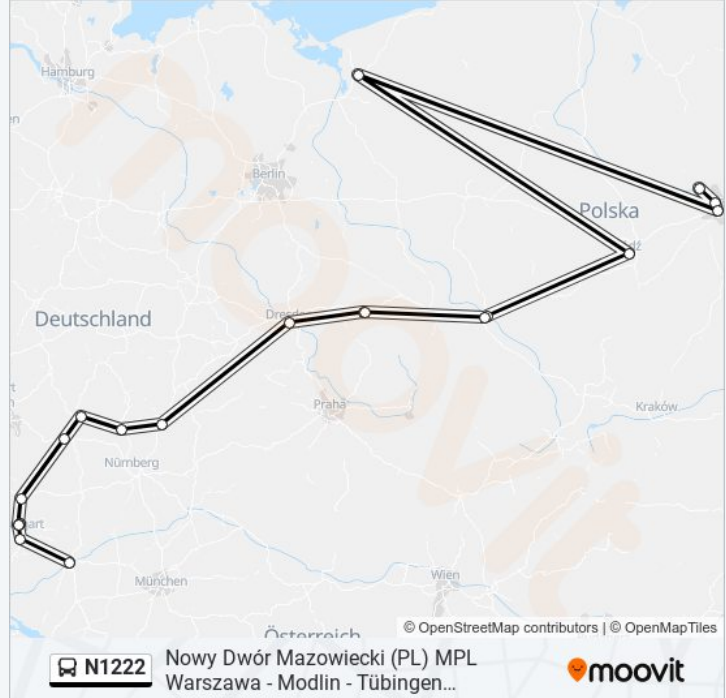 Hamburg
Berlin
Polska
Deutschland
Praha
Kraków
Nürnberg
München
Wien
Österreich
© OpenStreetMap contributors | © OpenMapTiles
N1222
Nowy Dwór Mazowiecki (PL) MPL
Warszawa - Modlin - Tübingen...
moovit
moovit